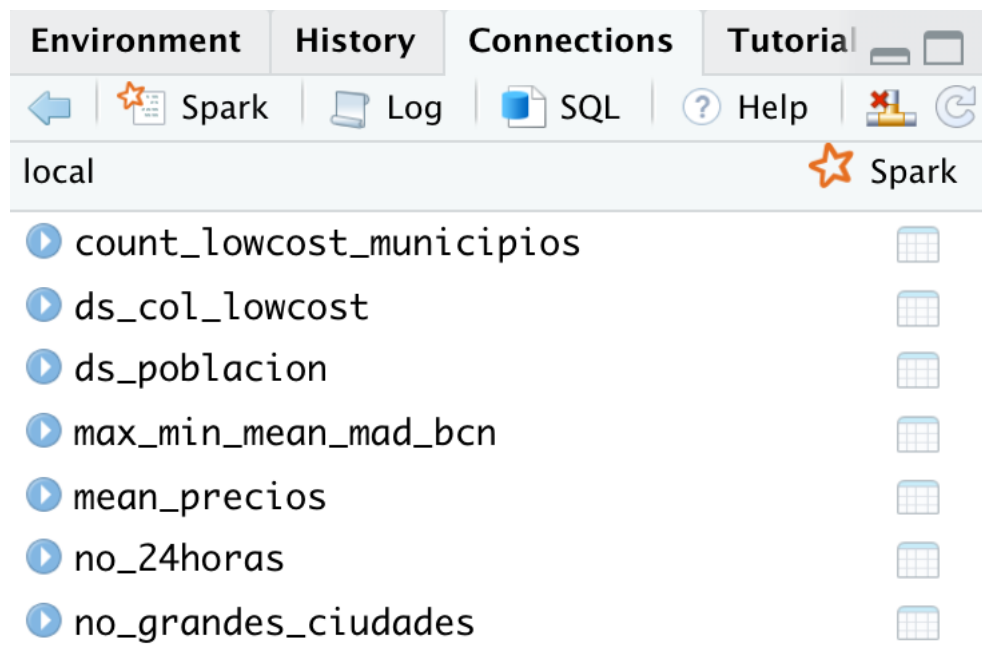 Environment History Connections Tutorial
Spark Log SQL ? Help
local Spark
count_lowcost_municipios
ds_col_lowcost
ds_poblacion
max_min_mean_mad_bcn
mean_precios
no_24horas
no_grandes_ciudades